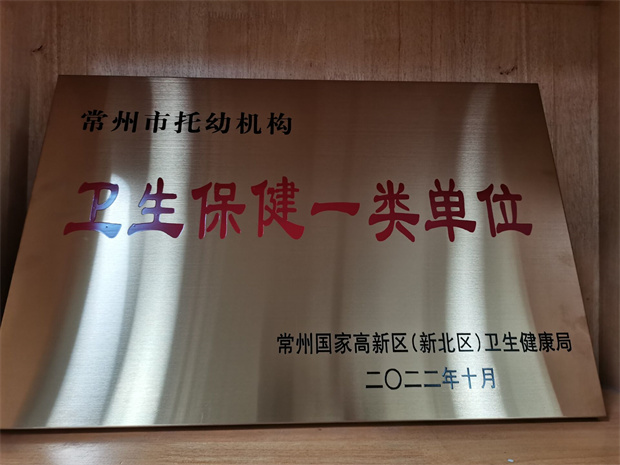 常州市托幼机构
卫生保健一类单位
常州国家高新区(新北区)卫生健康局
二〇二二年十月